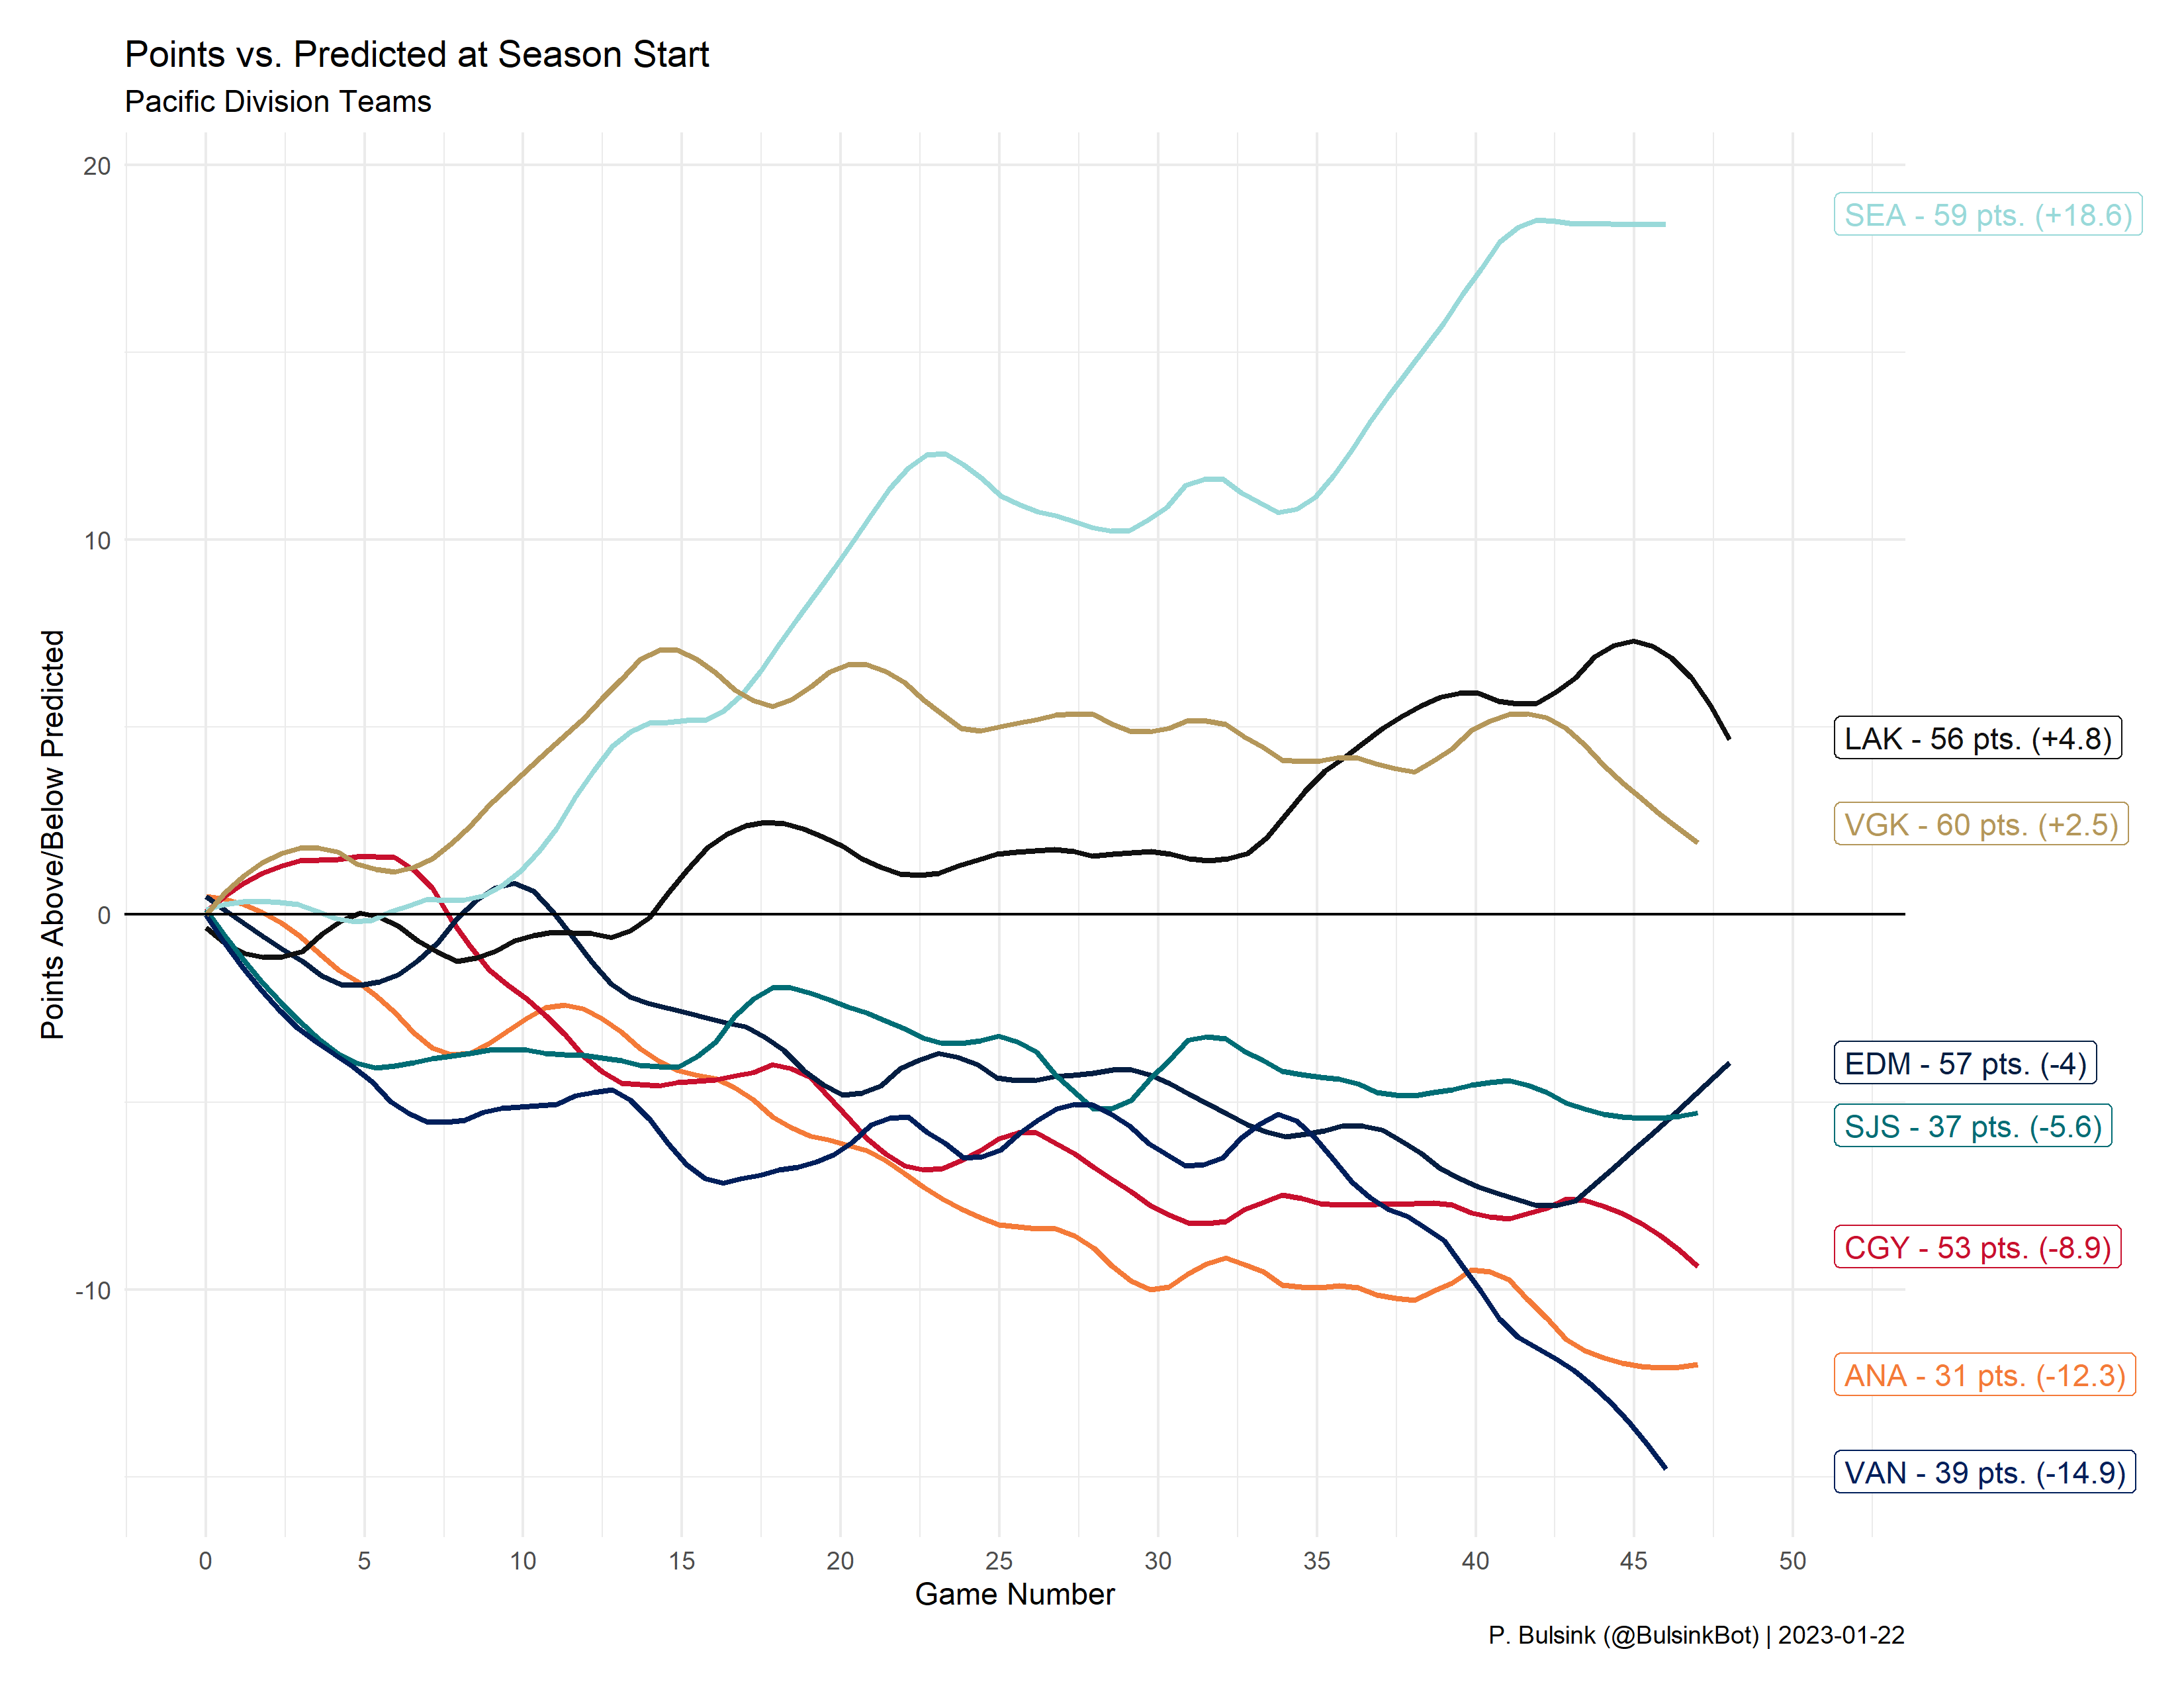 Points vs. Predicted at Season Start
Pacific Division Teams
Points Above/Below Predicted
20
10
0
-10
SEA - 59 pts. (+18.6)
LAK - 56 pts. (+4.8)
VGK - 60 pts. (+2.5)
EDM - 57 pts. (-4)
SJS - 37 pts. (-5.6)
CGY - 53 pts. (-8.9)
ANA - 31 pts. (-12.3)
VAN - 39 pts. (-14.9)
0 5 10 15 20 25 30 35 40 45 50
Game Number
P. Bulsink (@BulsinkBot) | 2023-01-22